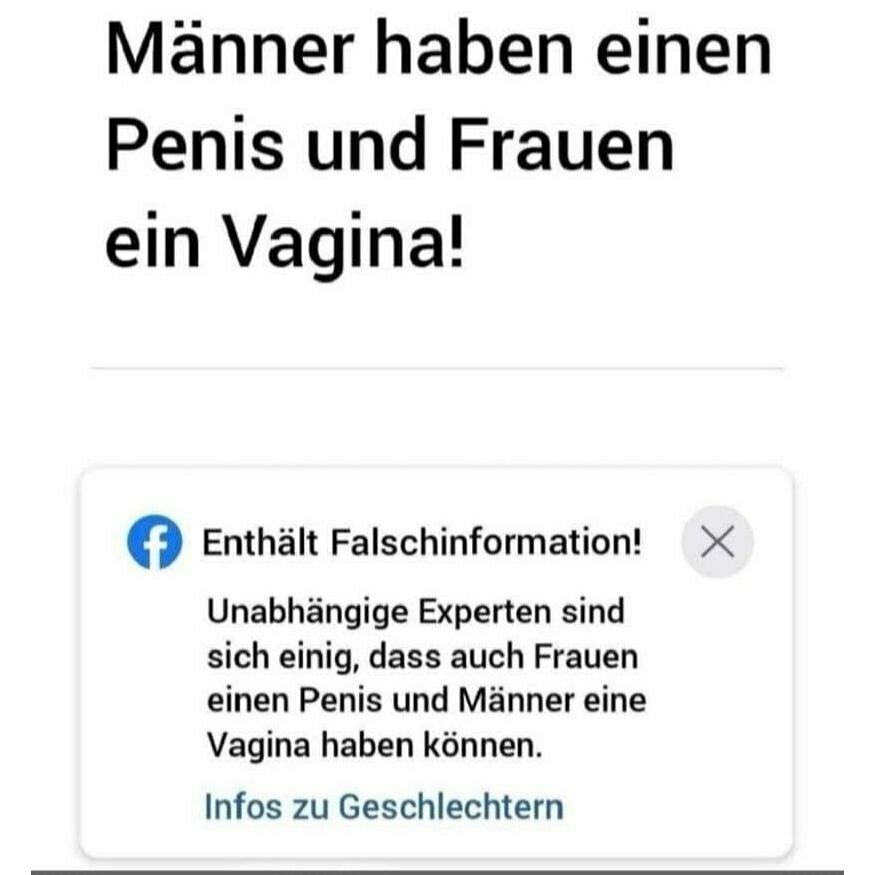 Männer haben einen
Penis und Frauen
ein Vagina!
Enthält Falschinformation!
Unabhängige Experten sind
sich einig, dass auch Frauen
einen Penis und Männer eine
Vagina haben können.
Infos zu Geschlechtern